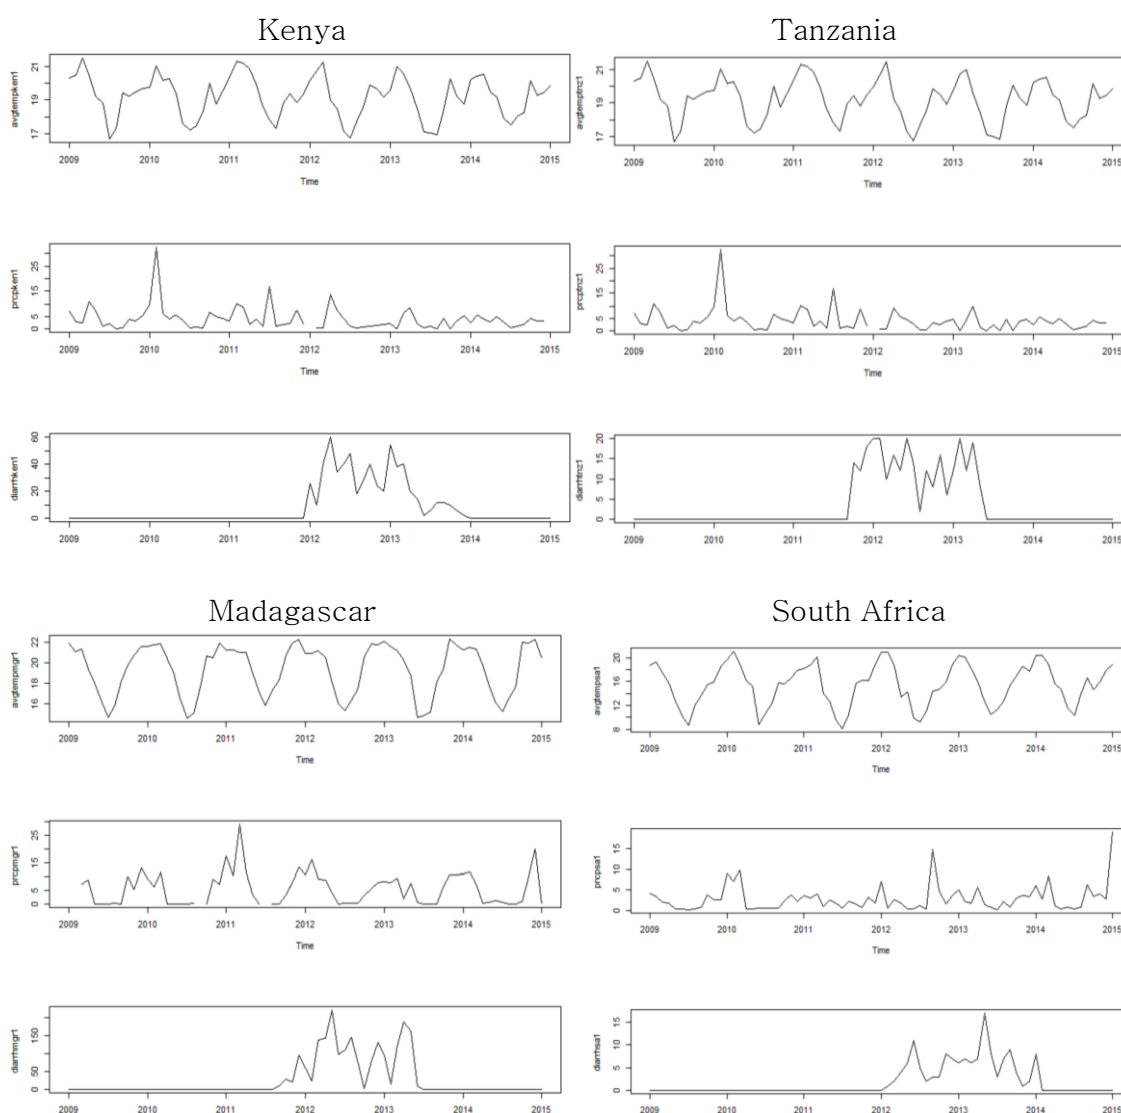 Kenya
avgtempken1
17 19 21
2009 2010 2011 2012 2013 2014 2015
Time
prcpken1
0 5 15 25
2009 2010 2011 2012 2013 2014 2015
Time
diarrhken1
0 20 40 60
2009 2010 2011 2012 2013 2014 2015
Tanzania
avgtemptnz1
17 19 21
2009 2010 2011 2012 2013 2014 2015
Time
prcptnz1
0 5 15 25
2009 2010 2011 2012 2013 2014 2015
Time
diarrhtnz1
0 5 10 15 20
2009 2010 2011 2012 2013 2014 2015
Madagascar
avgtempmgr1
16 18 20 22
2009 2010 2011 2012 2013 2014 2015
Time
prcpmgr1
0 5 15 25
2009 2010 2011 2012 2013 2014 2015
Time
diarrhmgr1
0 50 150
2009 2010 2011 2012 2013 2014 2015
South Africa
avgtempsa1
8 12 16 20
2009 2010 2011 2012 2013 2014 2015
Time
prcpsa1
0 5 10 15
2009 2010 2011 2012 2013 2014 2015
Time
diarrhsa1
0 5 10 15
2009 2010 2011 2012 2013 2014 2015